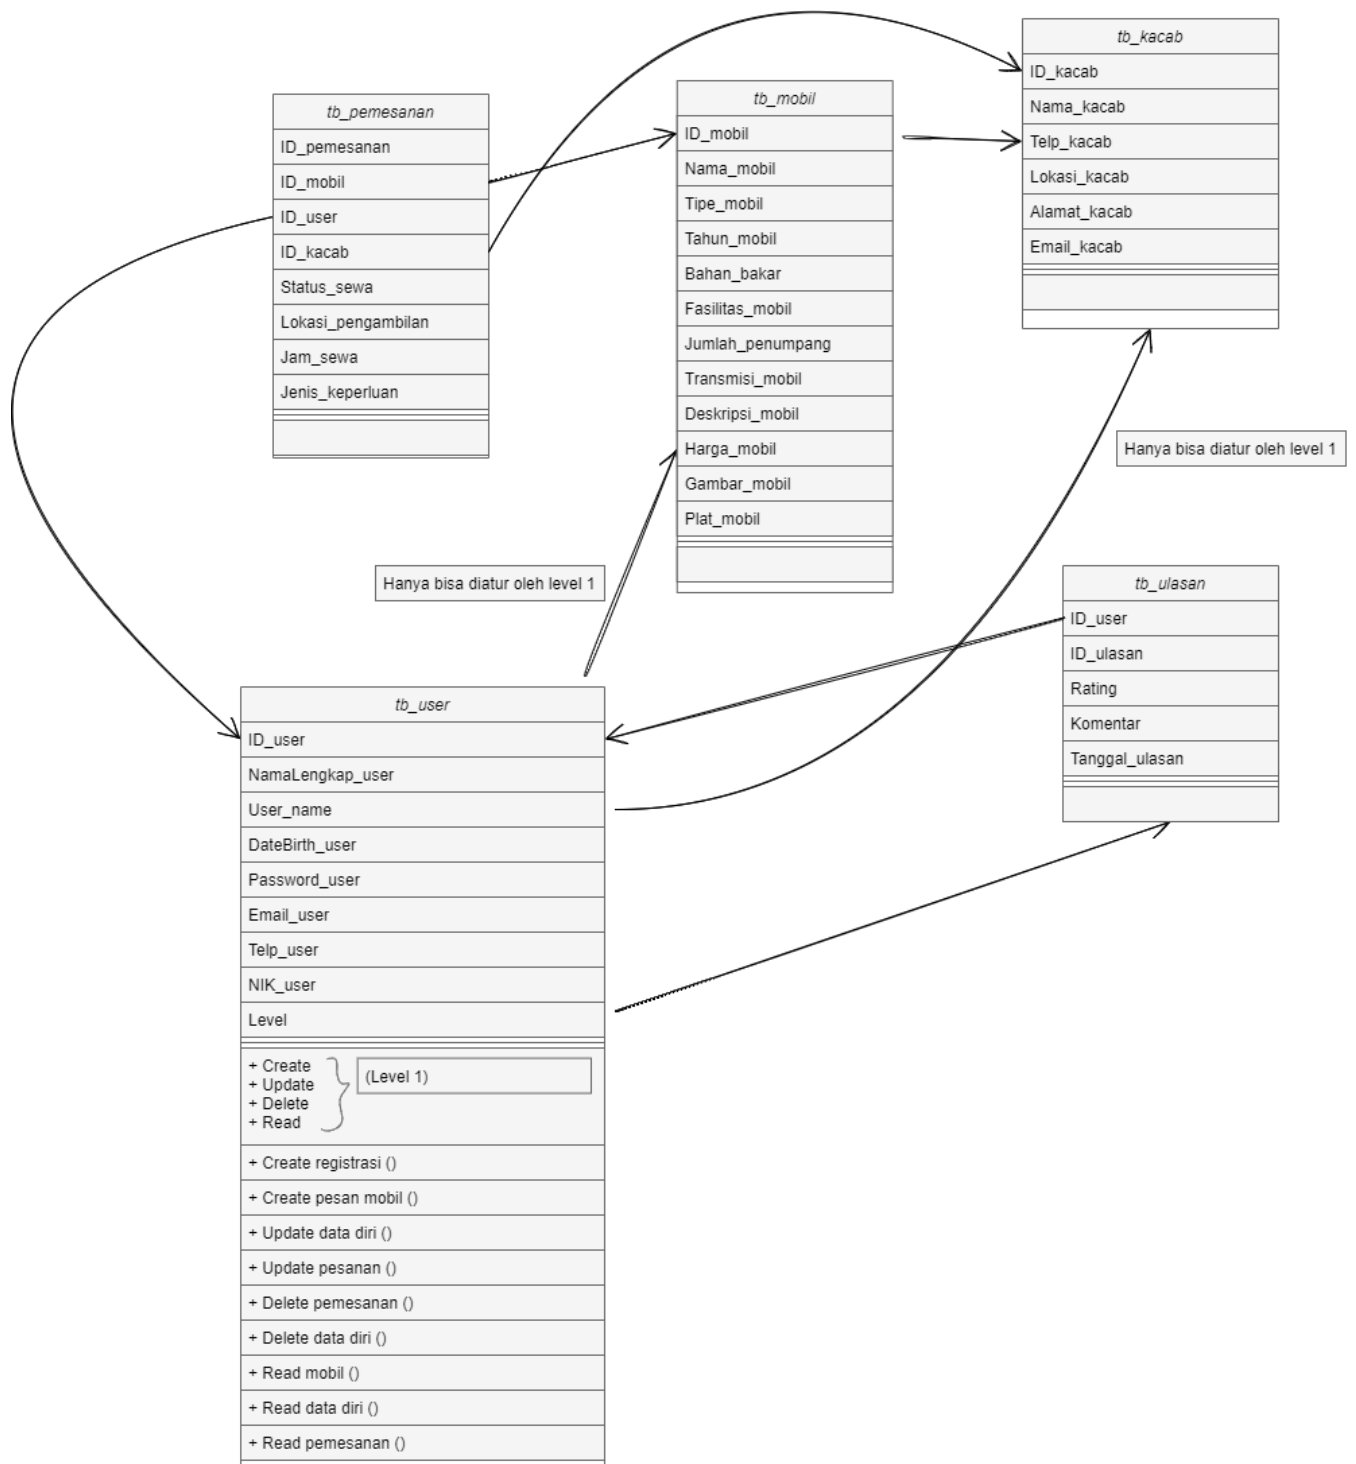 tb_pemesanan
ID_pemesanan
ID_mobil
ID_user
ID_kacab
Status_sewa
Lokasi_pengambilan
Jam_sewa
Jenis_keperluan
tb_mobil
ID_mobil
Nama_mobil
Tipe_mobil
Tahun_mobil
Bahan_bakar
Fasilitas_mobil
Jumlah_penumpang
Transmisi_mobil
Deskripsi_mobil
Harga_mobil
Gambar_mobil
Plat_mobil
tb_kacab
ID_kacab
Nama_kacab
Telp_kacab
Lokasi_kacab
Alamat_kacab
Email_kacab
Hanya bisa diatur oleh level 1
Hanya bisa diatur oleh level 1
tb_ulasan
ID_user
ID_ulasan
Rating
Komentar
Tanggal_ulasan
tb_user
ID_user
NamaLengkap_user
User_name
DateBirth_user
Password_user
Email_user
Telp_user
NIK_user
Level
+ Create
+ Update
+ Delete
+ Read
(Level 1)
+ Create registrasi ()
+ Create pesan mobil ()
+ Update data diri ()
+ Update pesanan ()
+ Delete pemesanan ()
+ Delete data diri ()
+ Read mobil ()
+ Read data diri ()
+ Read pemesanan ()